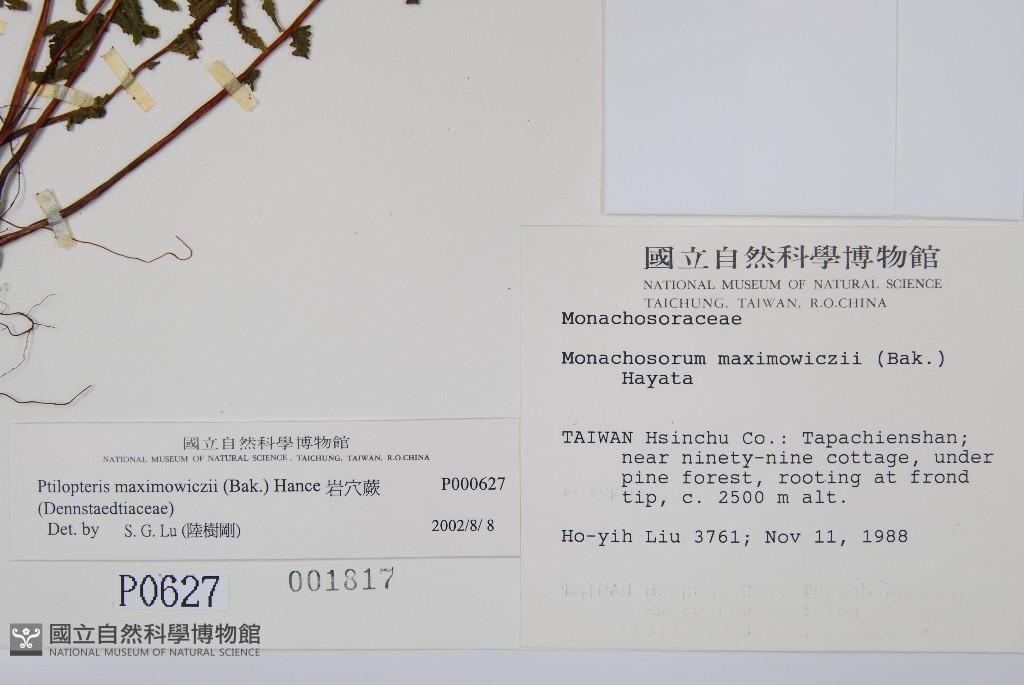 國立自然科學博物館
NATIONAL MUSEUM OF NATURAL SCIENCE
TAICHUNG, TAIWAN, R.O.CHINA
Monachosoraceae
Monachosorum maximowiczii (Bak.)
Hayata
TAIWAN Hsinchu Co.: Tapachienshan;
near ninety-nine cottage, under
pine forest, rooting at frond
tip, c. 2500 m alt.
Ho-yih Liu 3761; Nov 11, 1988
國立自然科學博物館
NATIONAL MUSEUM OF NATURAL SCIENCE, TAICHUNG, TAIWAN, R.O.CHINA
Ptilopteris maximowiczii (Bak.) Hance 岩穴蕨 P000627
(Dennstaedtiaceae)
Det. by S. G. Lu (陸樹剛) 2002/8/ 8
P0627 001817
國立自然科學博物館
NATIONAL MUSEUM OF NATURAL SCIENCE